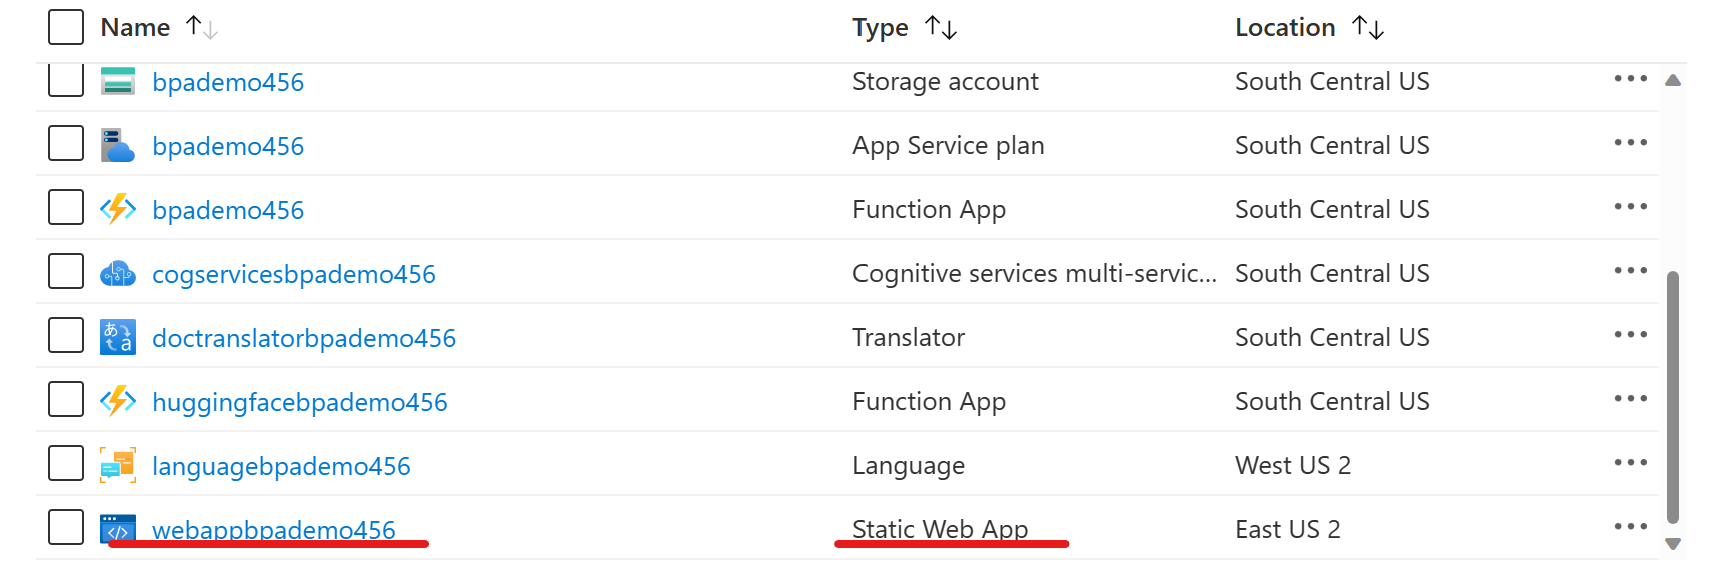 Name ↑↓ Type ↑↓ Location ↑↓
bpademo456 Storage account South Central US ...
bpademo456 App Service plan South Central US ...
bpademo456 Function App South Central US ...
cogservicesbpademo456 Cognitive services multi-servic... South Central US ...
doctranslatorbpademo456 Translator South Central US ...
huggingfacebpademo456 Function App South Central US ...
languagebpademo456 Language West US 2 ...
webappbpademo456 Static Web App East US 2 ...